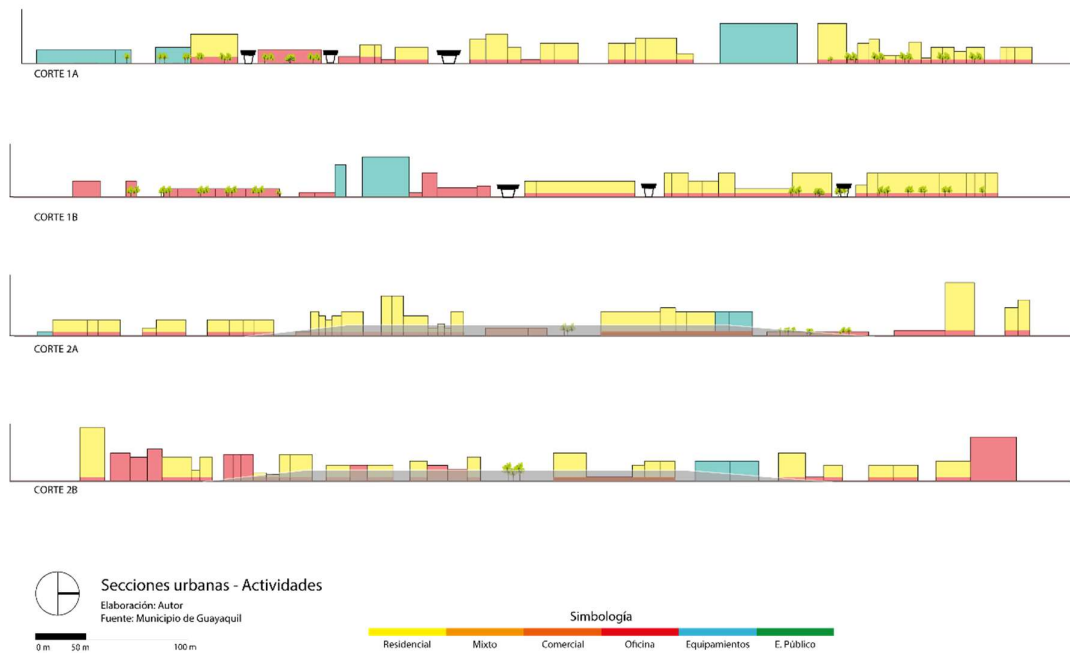 CORTE 1A
CORTE 1B
CORTE 2A
CORTE 2B
Secciones urbanas - Actividades
Elaboración: Autor
Fuente: Municipio de Guayaquil
0 m 50 m 100 m
Simbología
Residencial Mixto Comercial Oficina Equipamientos E. Público